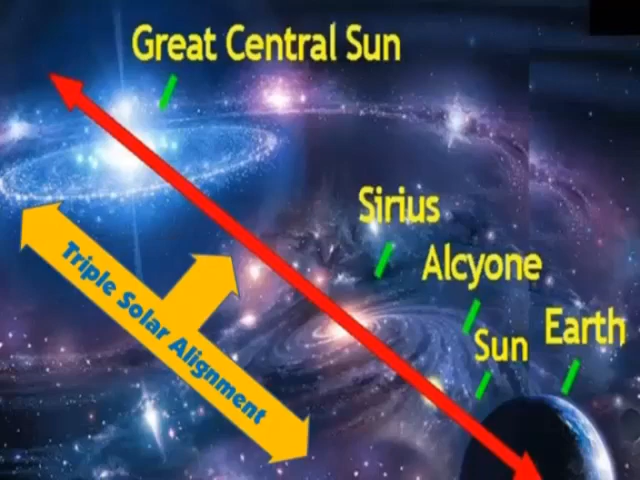 Great Central Sun
Sirius
Alcyone
Sun
Earth
Triple Solar Alignment